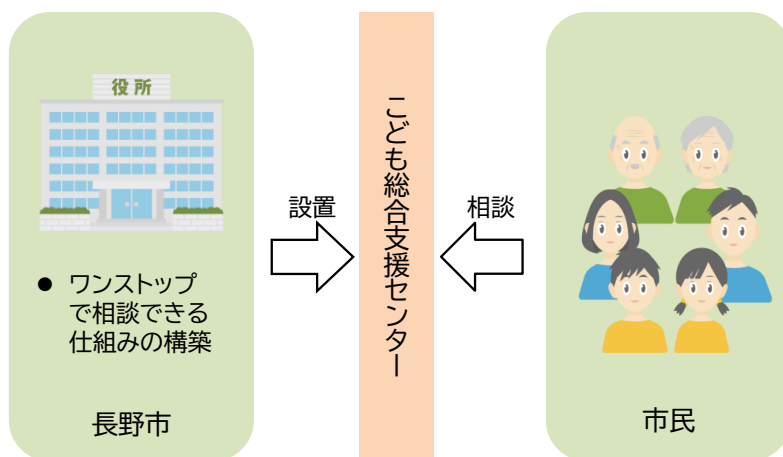 役所
● ワンストップ
で相談できる
仕組みの構築
長野市
設置
こども総合支援センター
相談
市民